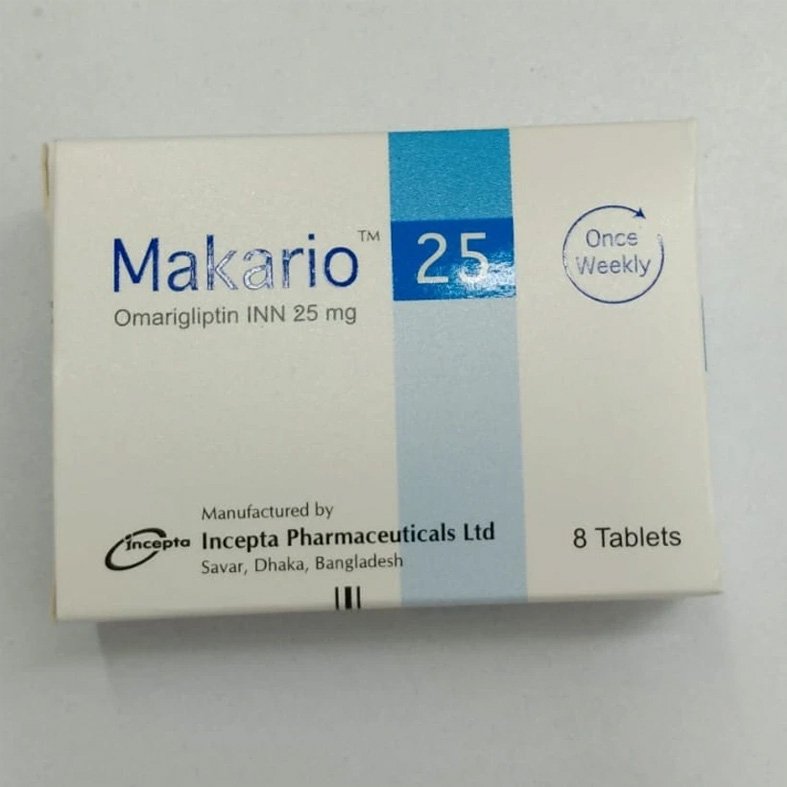 Makario™ 25
Omarigliptin INN 25 mg
Once
Weekly
Manufactured by
incepta
Incepta Pharmaceuticals Ltd
Savar, Dhaka, Bangladesh
8 Tablets